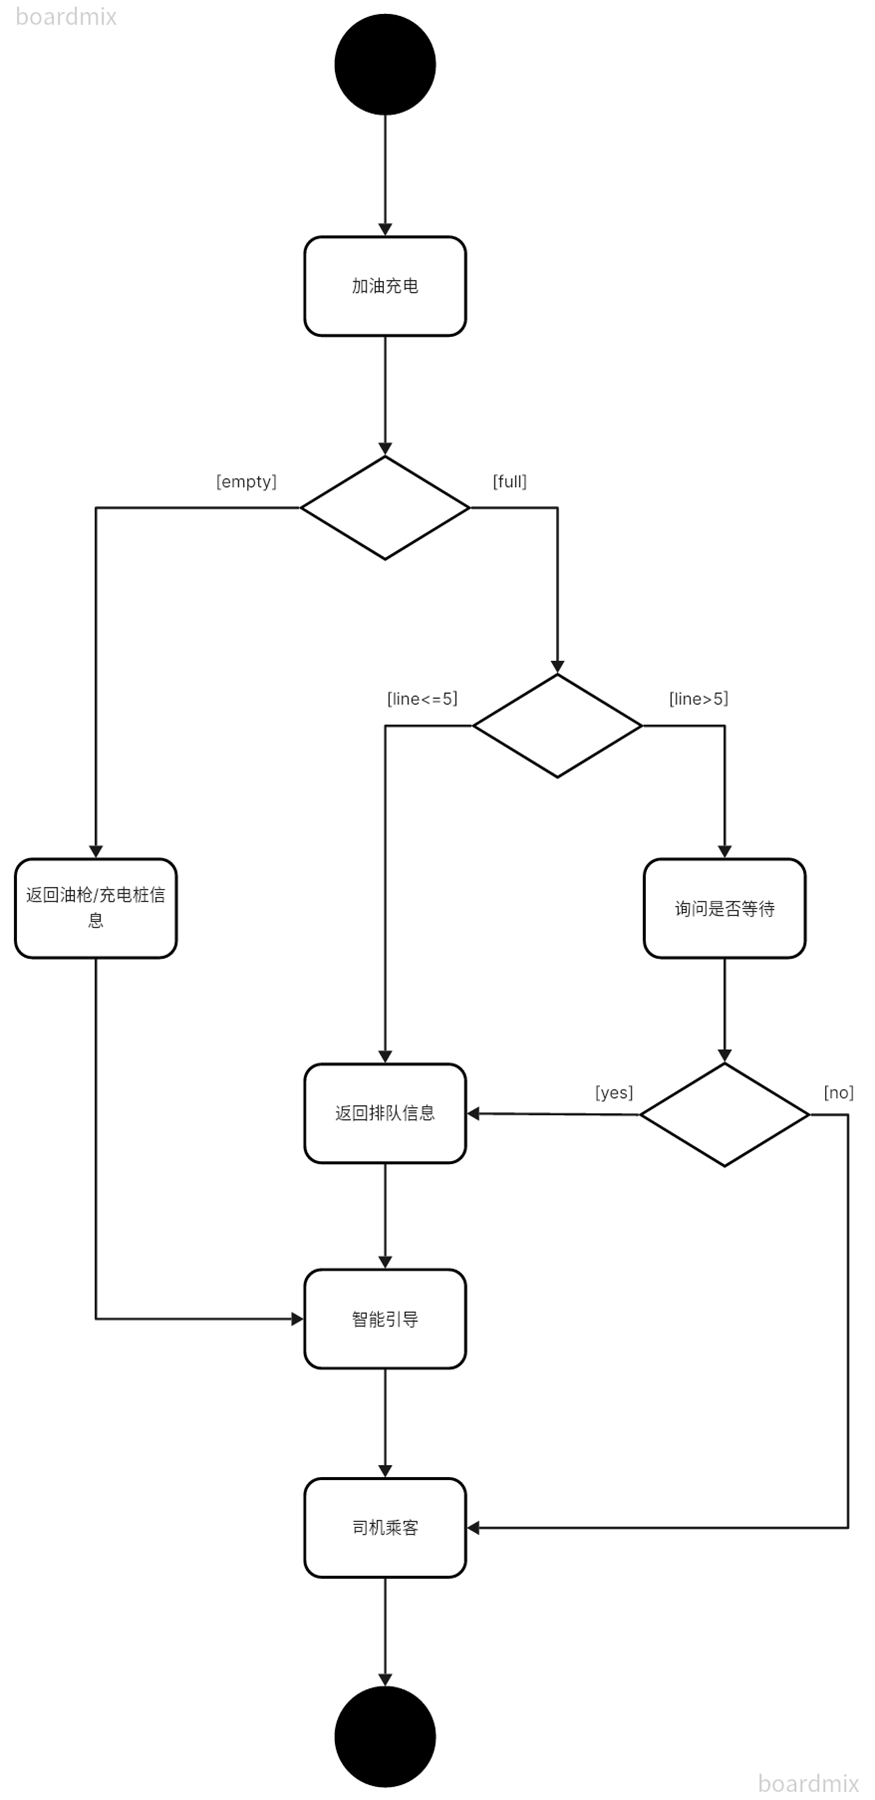 boardmix
加油充电
[empty]
[full]
[line<=5]
[line>5]
返回油枪/充电桩信
息
询问是否等待
[yes]
[no]
返回排队信息
智能引导
司机乘客
boardmix